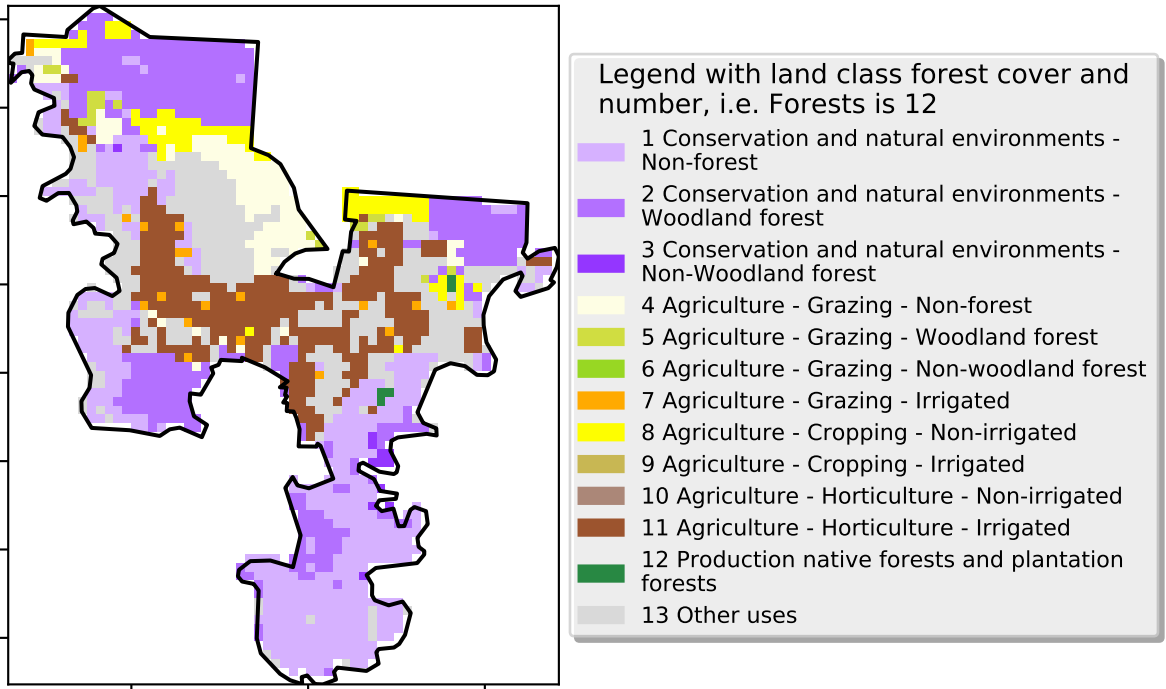 Legend with land class forest cover and
number, i.e. Forests is 12
1 Conservation and natural environments -
Non-forest
2 Conservation and natural environments -
Woodland forest
3 Conservation and natural environments -
Non-Woodland forest
4 Agriculture - Grazing - Non-forest
5 Agriculture - Grazing - Woodland forest
6 Agriculture - Grazing - Non-woodland forest
7 Agriculture - Grazing - Irrigated
8 Agriculture - Cropping - Non-irrigated
9 Agriculture - Cropping - Irrigated
10 Agriculture - Horticulture - Non-irrigated
11 Agriculture - Horticulture - Irrigated
12 Production native forests and plantation
forests
13 Other uses